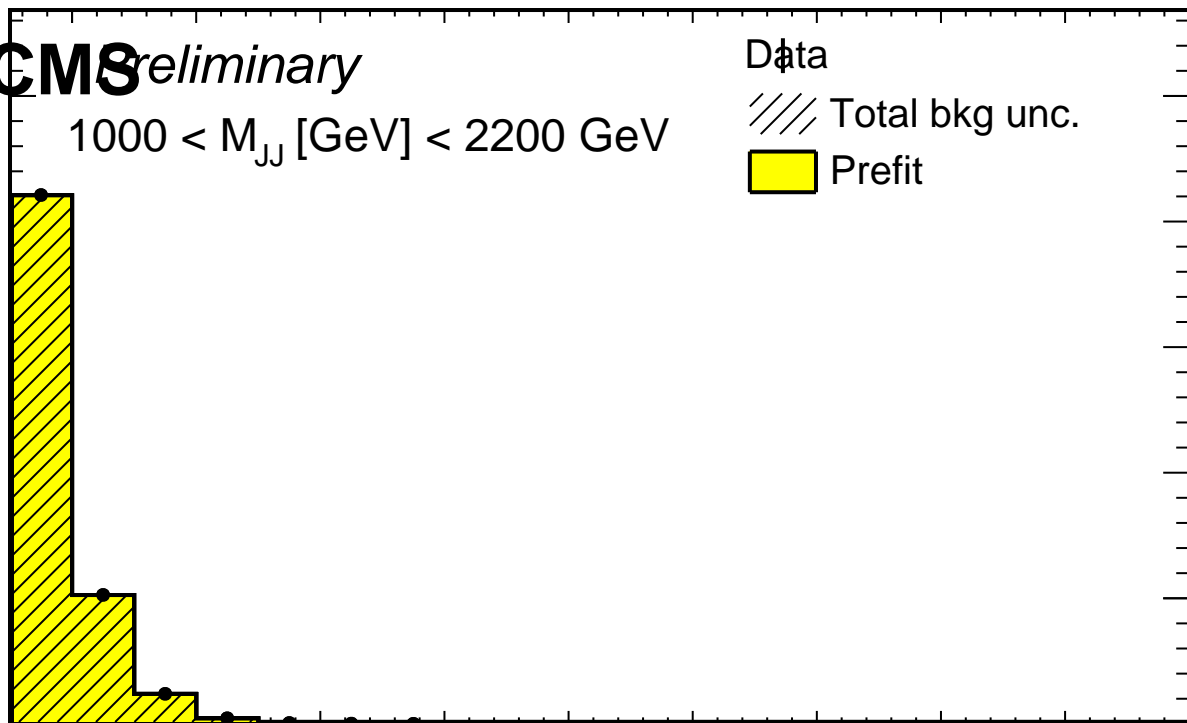 CMS Preliminary
1000 < M_JJ [GeV] < 2200 GeV
Data
Total bkg unc.
Prefit